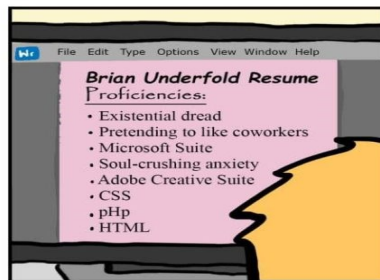 Wr File Edit Type Options View Window Help
Brian Underfold Resume
Proficiencies:
• Existential dread
• Pretending to like coworkers
• Microsoft Suite
• Soul-crushing anxiety
• Adobe Creative Suite
• CSS
• pHp
• HTML